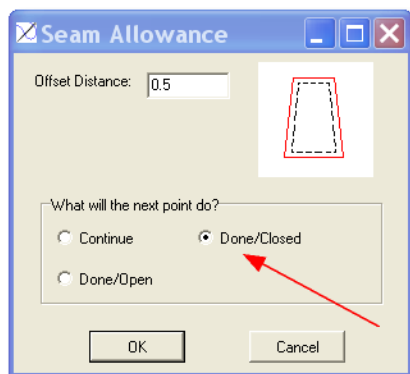 Seam Allowance
Offset Distance: 0.5
What will the next point do?
Continue Done/Closed
Done/Open
OK Cancel